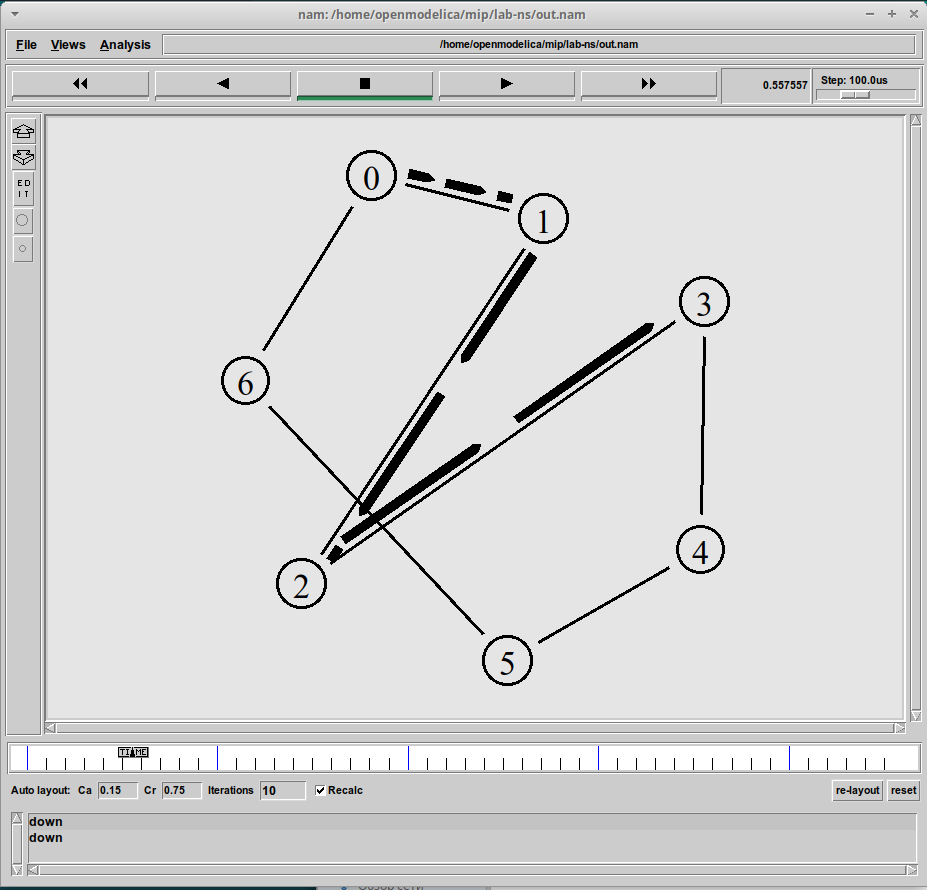 nam: /home/openmodelica/mip/lab-ns/out.nam
File Views Analysis /home/openmodelica/mip/lab-ns/out.nam
0.557557 Step: 100.0us
ED
IT
0
1
3
6
4
2
5
TIME
Auto layout: Ca 0.15 Cr 0.75 Iterations 10 Recalc re-layout reset
down
down